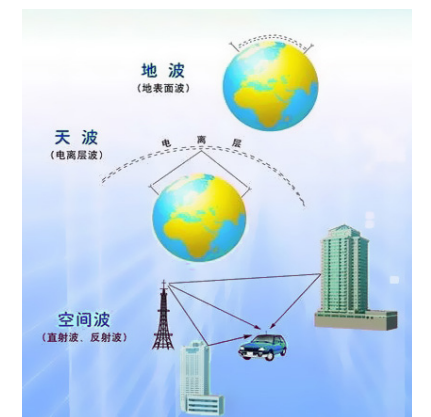 地 波
(地表面波)
天 波
(电离层波)
电 离 层
空间波
(直射波、反射波)